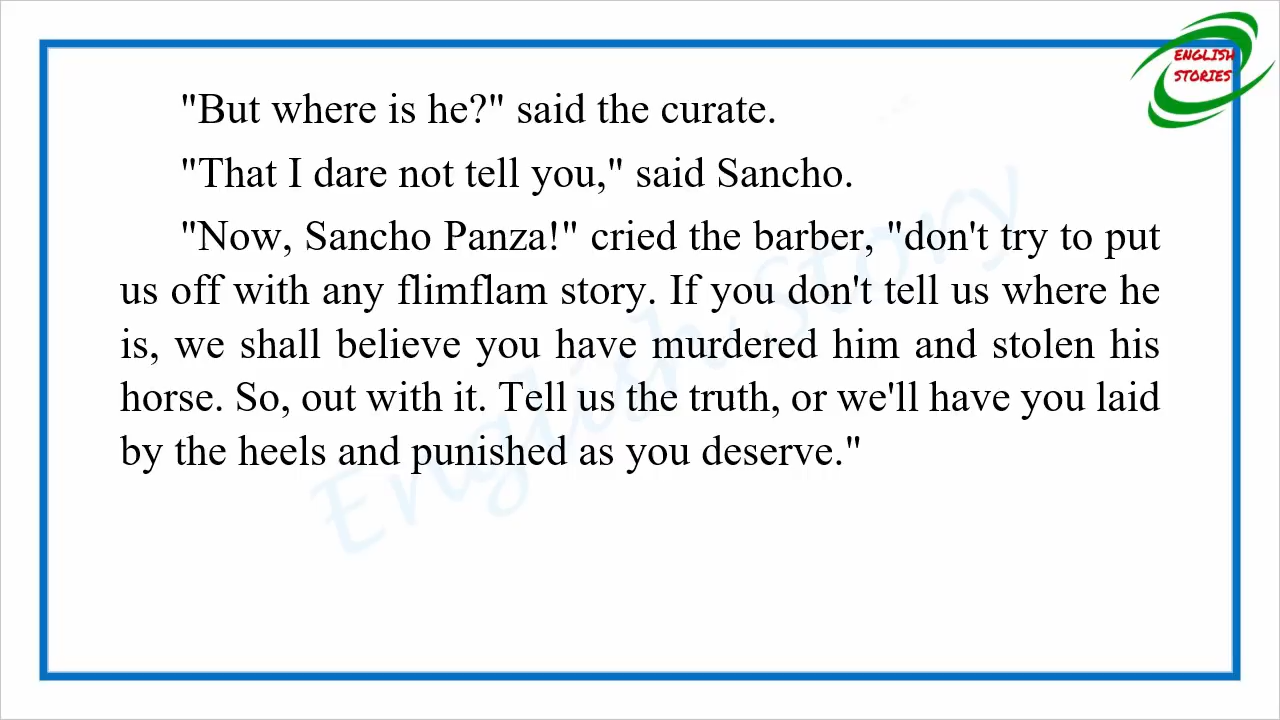 ENGLISH
STORIES
"But where is he?" said the curate.
"That I dare not tell you," said Sancho.
"Now, Sancho Panza!" cried the barber, "don't try to put
us off with any flimflam story. If you don't tell us where he
is, we shall believe you have murdered him and stolen his
horse. So, out with it. Tell us the truth, or we'll have you laid
by the heels and punished as you deserve."
English Story